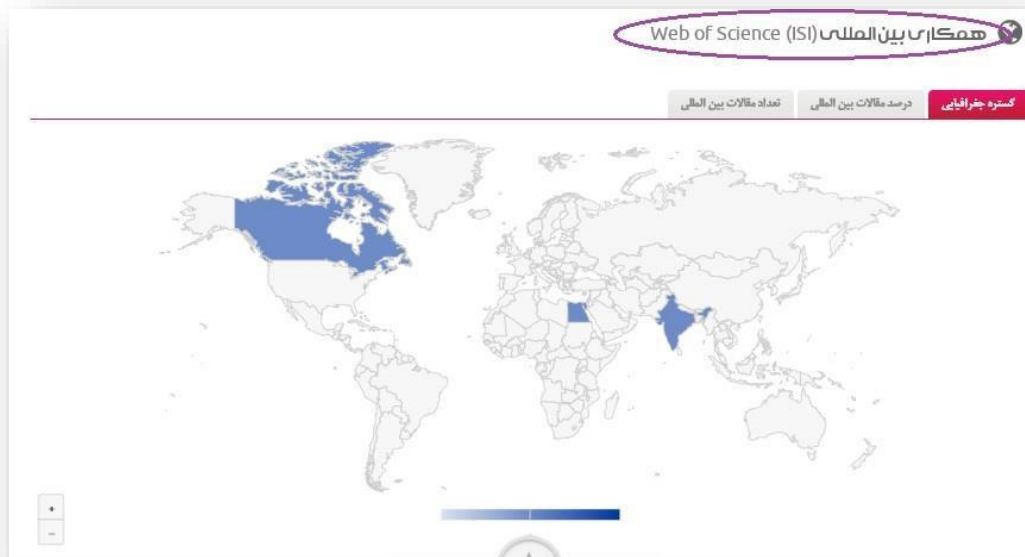 همکاری بین‌المللی Web of Science (ISI)
گستره جغرافیایی
درصد مقالات بین المللی
تعداد مقالات بین المللی
+
−